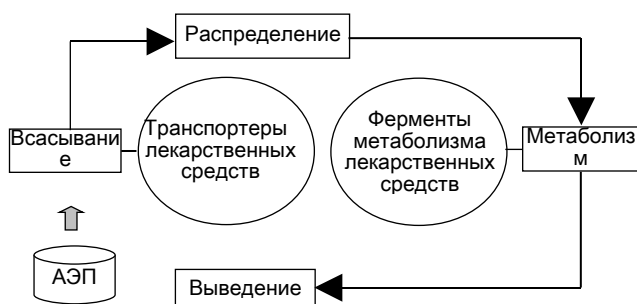 Распределение
Всасывани
е
Транспортеры
лекарственных
средств
Ферменты
метаболизма
лекарственных
средств
Метаболиз
м
АЭП
Выведение